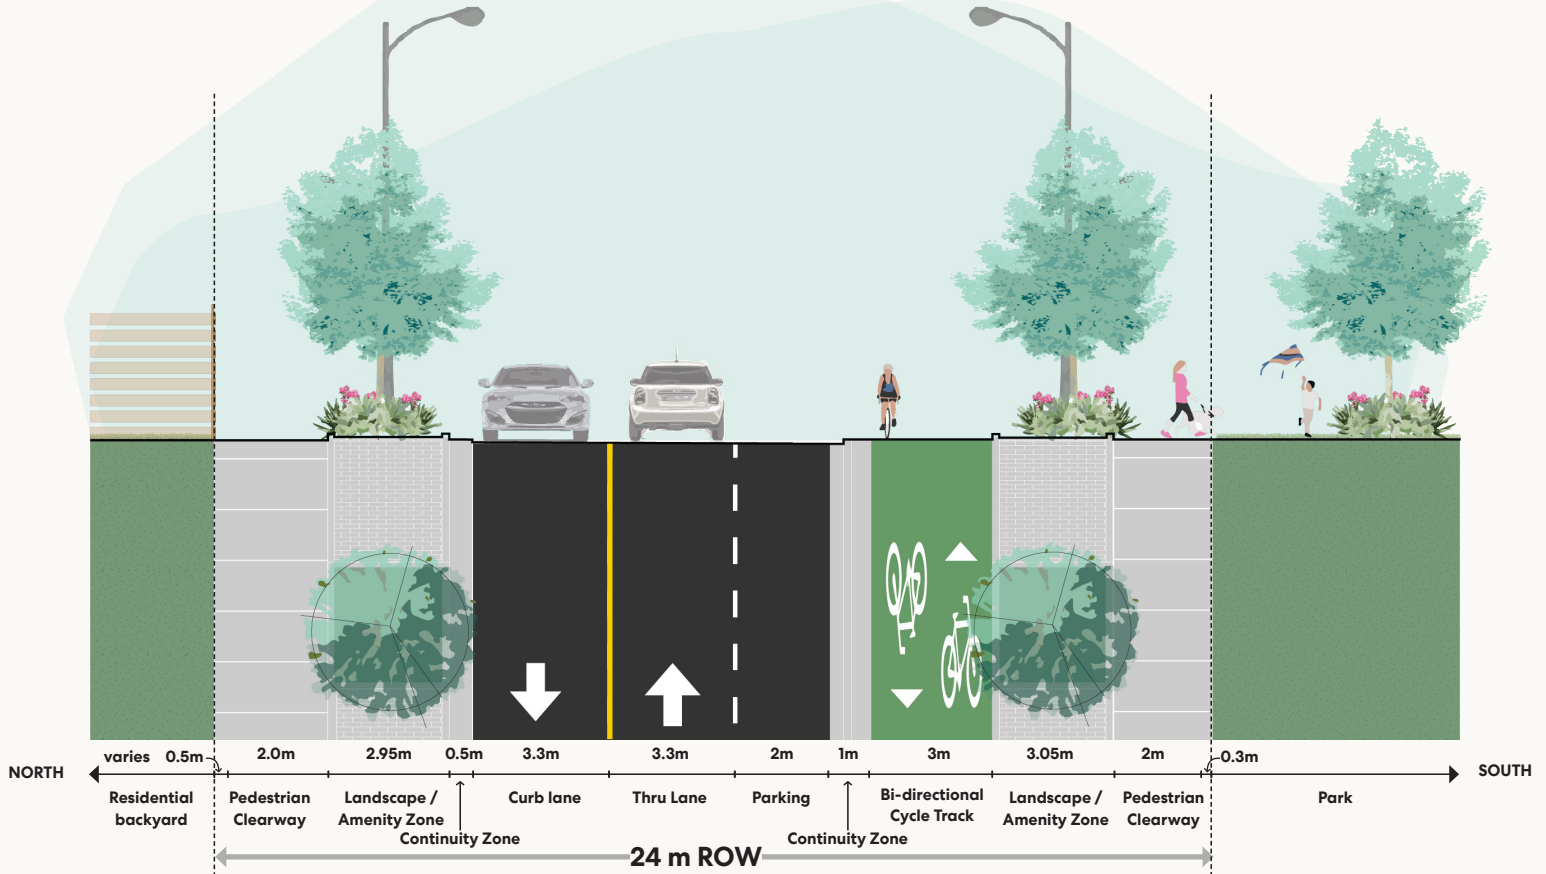 varies 0.5m 2.0m 2.95m 0.5m 3.3m 3.3m 2m 1m 3m 3.05m 2m 0.3m
NORTH SOUTH
Residential
backyard
Pedestrian
Clearway
Landscape /
Amenity Zone
Continuity Zone
Curb lane
Thru Lane
Parking
Continuity Zone
Bi-directional
Cycle Track
Landscape /
Amenity Zone
Pedestrian
Clearway
Park
24 m ROW